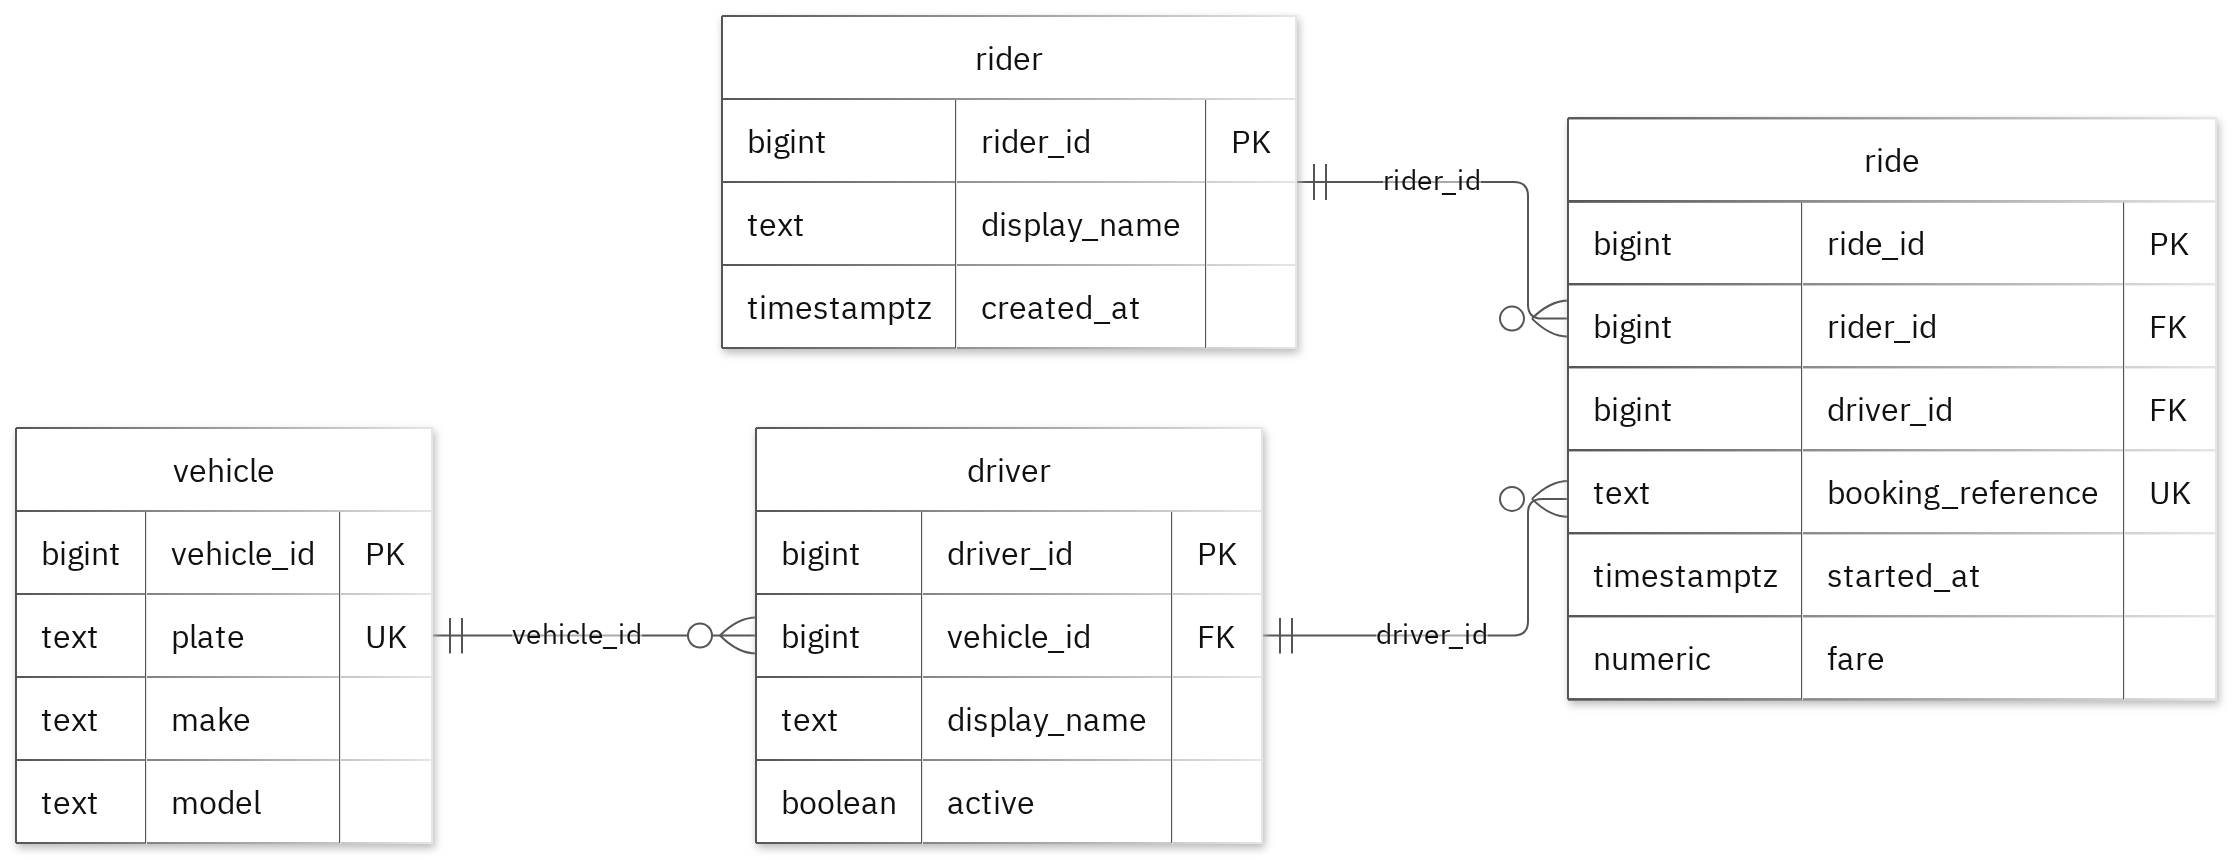 rider
bigint rider_id PK
text display_name
timestamptz created_at
rider_id
ride
bigint ride_id PK
bigint rider_id FK
bigint driver_id FK
text booking_reference UK
timestamptz started_at
numeric fare
vehicle
bigint vehicle_id PK
text plate UK
text make
text model
vehicle_id
driver
bigint driver_id PK
bigint vehicle_id FK
text display_name
boolean active
driver_id